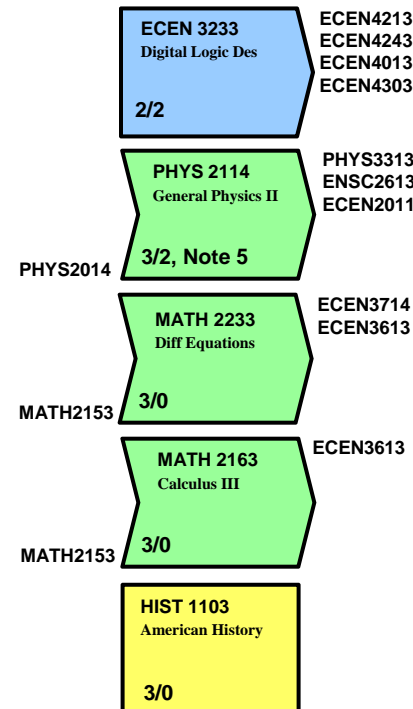 ECEN 3233
Digital Logic Des
2/2
ECEN4213
ECEN4243
ECEN4013
ECEN4303
PHYS 2114
General Physics II
3/2, Note 5
PHYS2014
PHYS3313
ENSC2613
ECEN2011
MATH 2233
Diff Equations
3/0
MATH2153
ECEN3714
ECEN3613
MATH 2163
Calculus III
3/0
MATH2153
ECEN3613
HIST 1103
American History
3/0